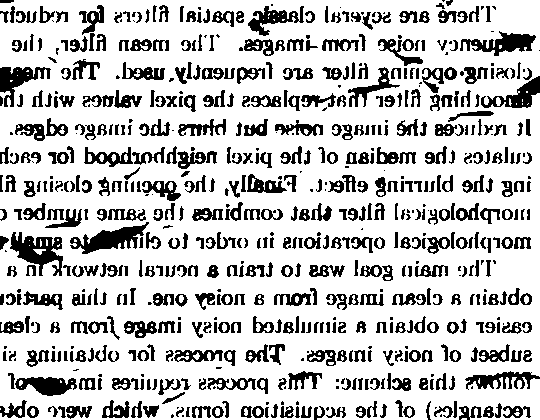 There are several classic spatial filters for reducin
frequency noise from images. The mean filter, the
closing opening filter are frequently used. The mean
smoothing filter that replaces the pixel values with the
It reduces the image noise but blurs the image edges.
culates the median of the pixel neighborhood for each
ing the blurring effect. Finally, the opening closing fil
morphological filter that combines the same number o
morphological operations in order to eliminate small
The main goal was to train a neural network in a
obtain a clean image from a noisy one. In this particu
easier to obtain a simulated noisy image from a clean
subset of noisy images. The process for obtaining si
follows this scheme: This process requires images of
rectangles) of the acquisition forms, which were obta